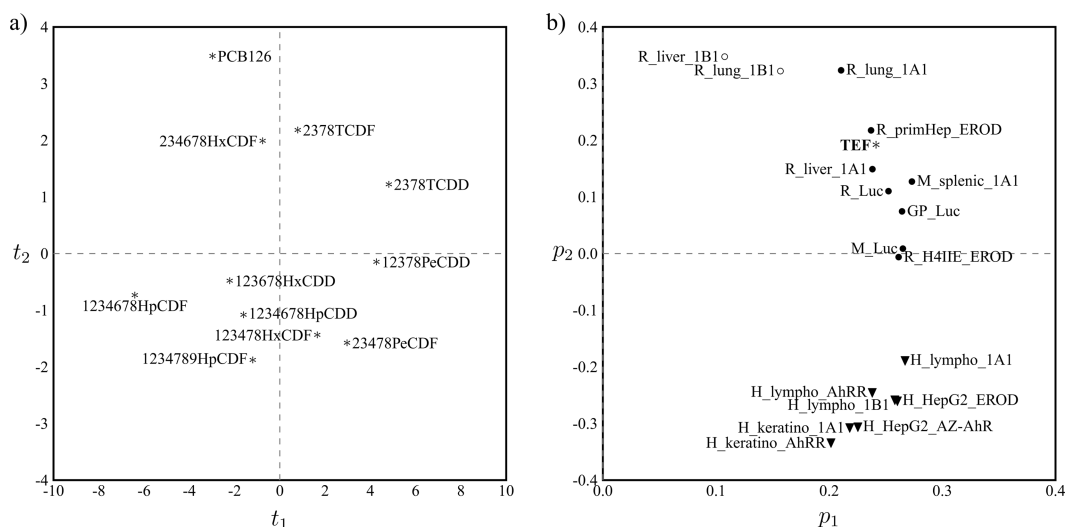 a)
4
3
2
1
0
-1
-2
-3
-4
t2
*PCB126
*2378TCDF
234678HxCDF*
*2378TCDD
*12378PeCDD
*123678HxCDD
*
1234678HpCDF
*1234678HpCDD
123478HxCDF*
*23478PeCDF
1234789HpCDF*
-10 -8 -6 -4 -2 0 2 4 6 8 10
t1
b)
0.4
0.3
0.2
0.1
0.0
-0.1
-0.2
-0.3
-0.4
p2
R_liver_1B1
R_lung_1B1
R_lung_1A1
R_primHep_EROD
TEF*
R_liver_1A1
M_splenic_1A1
R_Luc
GP_Luc
M_Luc
R_H4IIE_EROD
H_lympho_1A1
H_lympho_AhRR
H_HepG2_EROD
H_lympho_1B1
H_keratino_1A1
H_HepG2_AZ-AhR
H_keratino_AhRR
0.0 0.1 0.2 0.3 0.4
p1